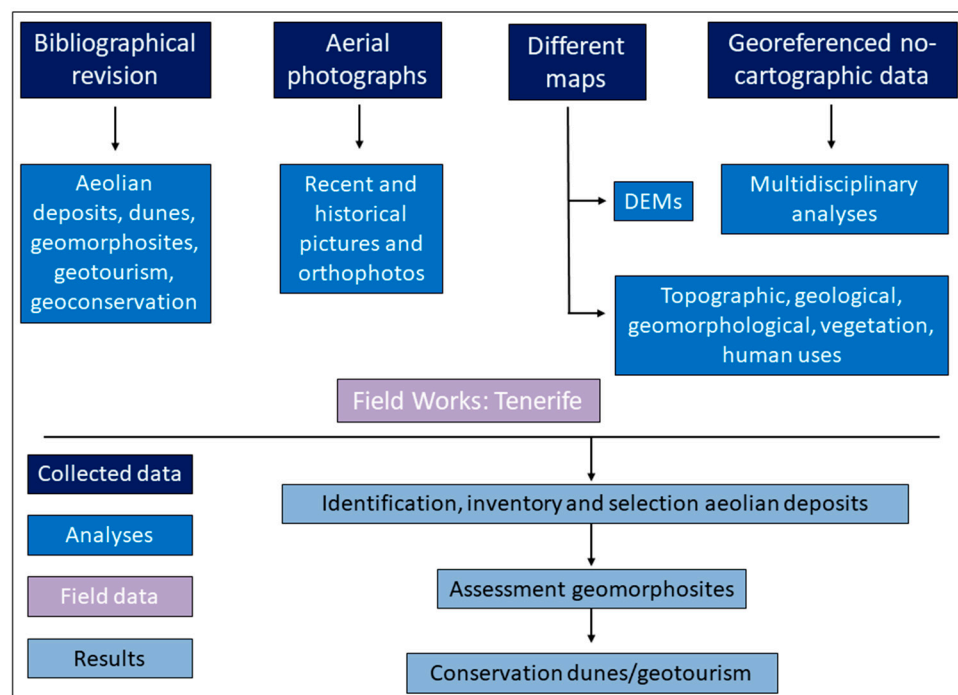 Bibliographical
revision
Aerial
photographs
Different
maps
Georeferenced no-
cartographic data
Aeolian
deposits, dunes,
geomorphosites,
geotourism,
geoconservation
Recent and
historical
pictures and
orthophotos
DEMs
Multidisciplinary
analyses
Topographic, geological,
geomorphological, vegetation,
human uses
Field Works: Tenerife
Collected data
Analyses
Field data
Results
Identification, inventory and selection aeolian deposits
Assessment geomorphosites
Conservation dunes/geotourism